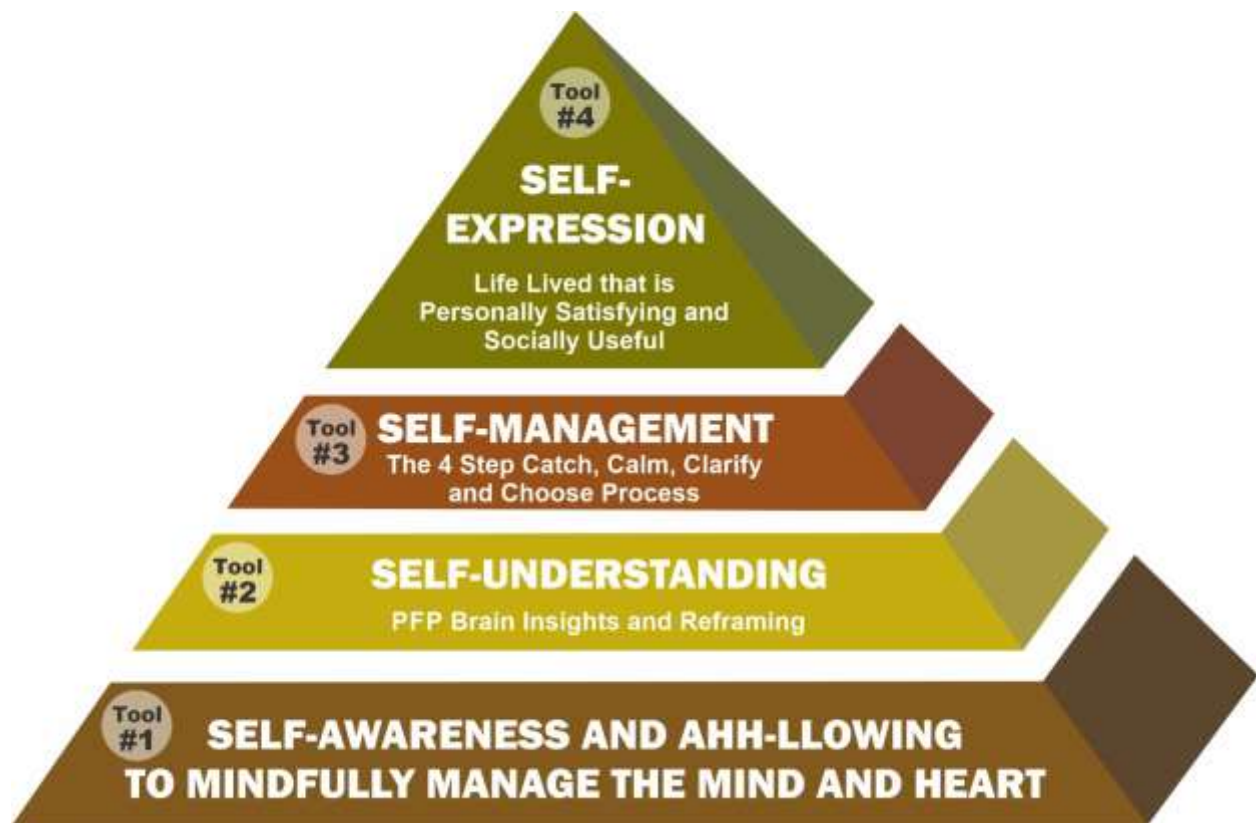 Tool
#4
SELF-
EXPRESSION
Life Lived that is
Personally Satisfying and
Socially Useful
Tool
#3
SELF-MANAGEMENT
The 4 Step Catch, Calm, Clarify
and Choose Process
Tool
#2
SELF-UNDERSTANDING
PFP Brain Insights and Reframing
Tool
#1
SELF-AWARENESS AND AHH-LLOWING
TO MINDFULLY MANAGE THE MIND AND HEART